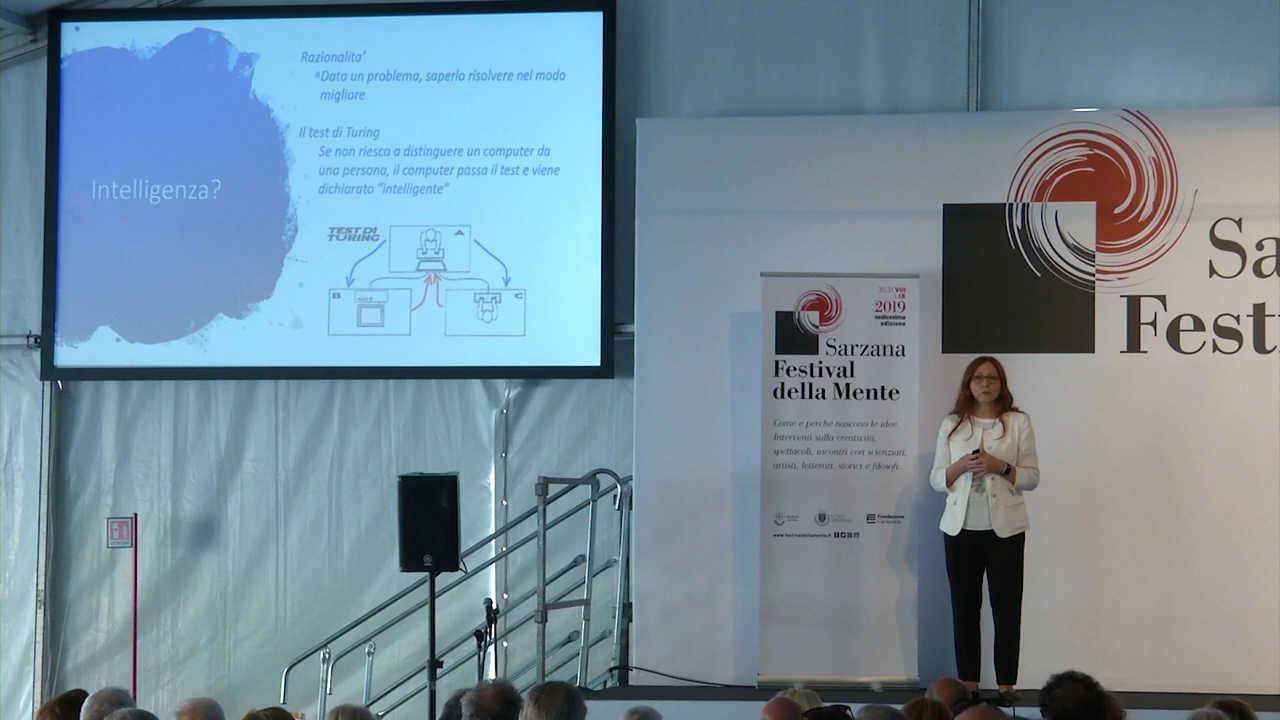 Razionalita'
Dato un problema, saperlo risolvere nel modo
migliore
Il test di Turing
Se non riesco a distinguere un computer da
una persona, il computer passa il test e viene
dichiarato "intelligente"
Intelligenza?
TEST DI
TURING
A
B
C
2019
sedicesima
edizione
Sarzana
Festival
della Mente
Come e perché nascono le idee.
Interventi sulla creatività,
spettacoli, incontri con scienziati,
artisti, letterati, storici e filosofi.
Fondazione
www.festivaldellamente.it
Sa
Festi